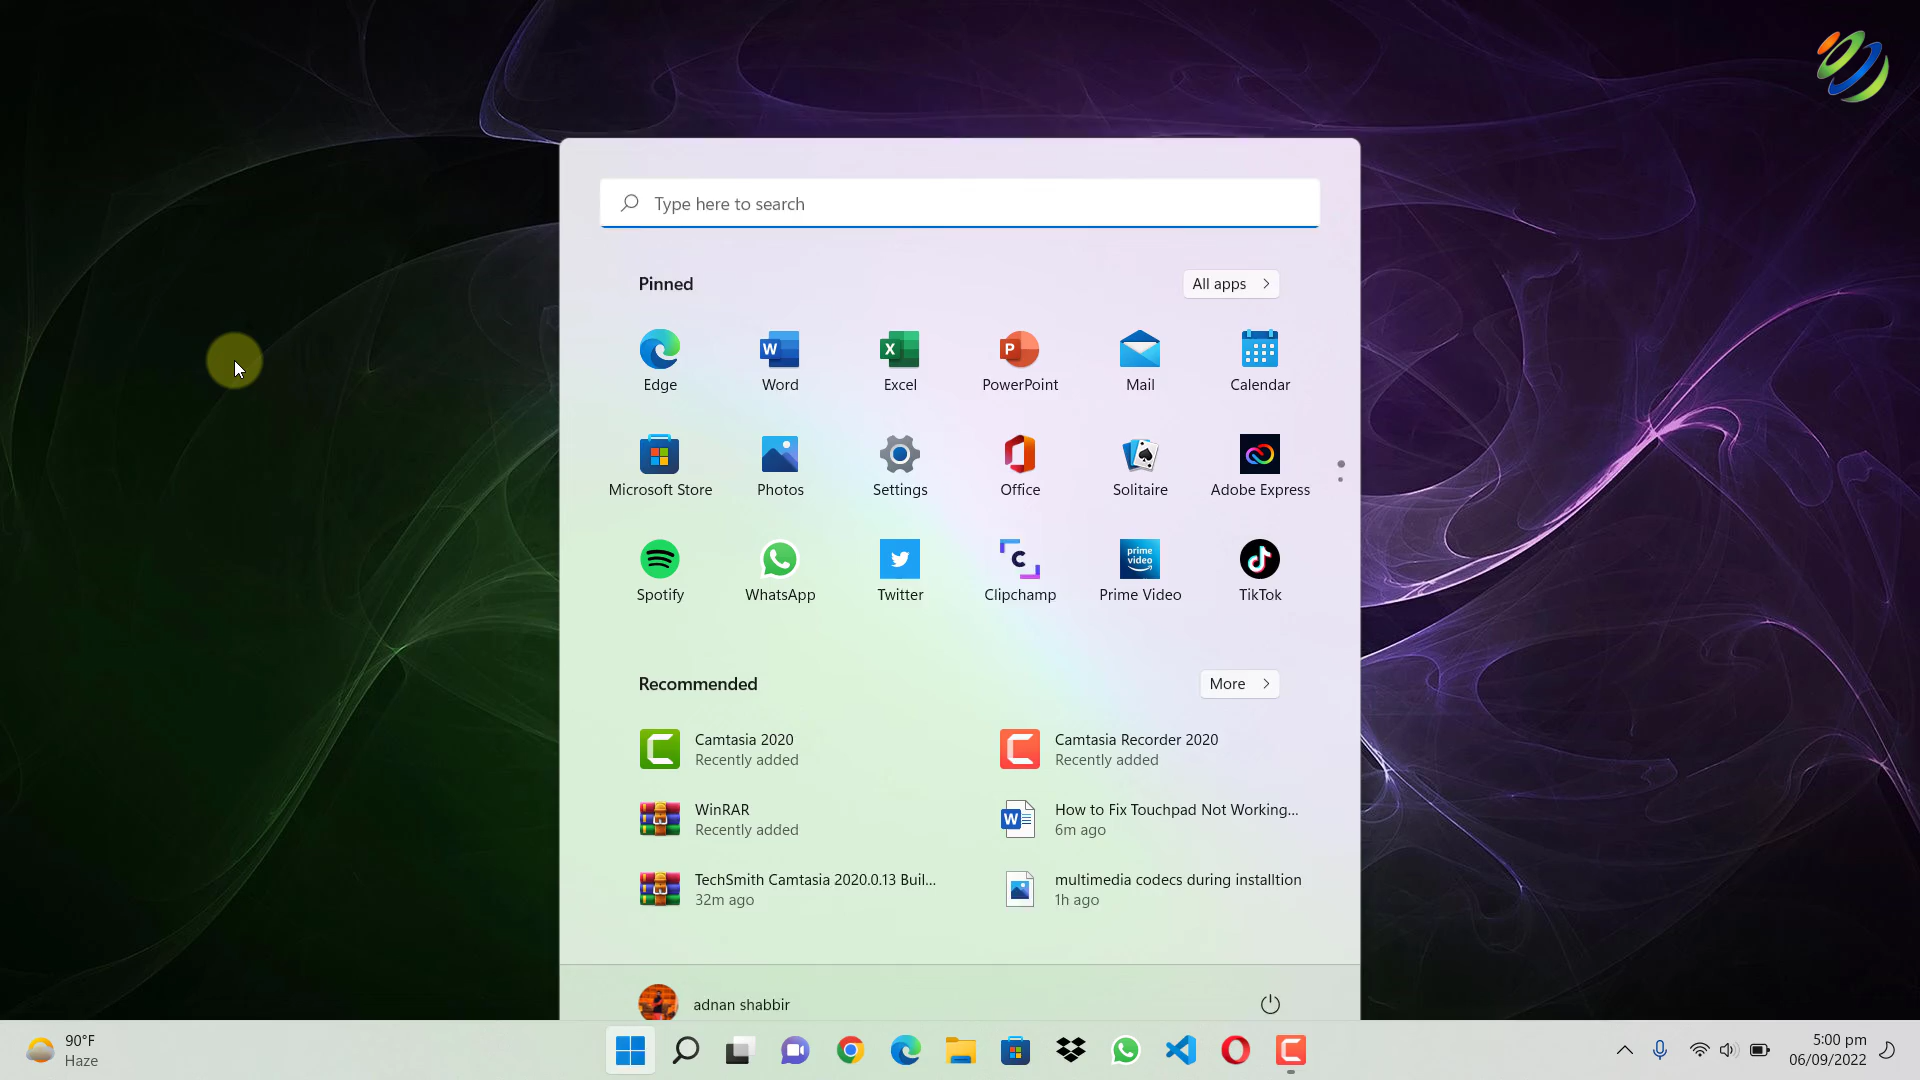 Type here to search
Pinned
All apps
Edge
Word
Excel
PowerPoint
Mail
Calendar
Microsoft Store
Photos
Settings
Office
Solitaire
Adobe Express
prime
video
Spotify
WhatsApp
Twitter
Clipchamp
Prime Video
TikTok
Recommended
More
Camtasia 2020
Recently added
Camtasia Recorder 2020
Recently added
WinRAR
Recently added
How to Fix Touchpad Not Working...
6m ago
TechSmith Camtasia 2020.0.13 Buil...
32m ago
multimedia codecs during installtion
1h ago
adnan shabbir
90°F
Haze
5:00 pm
06/09/2022